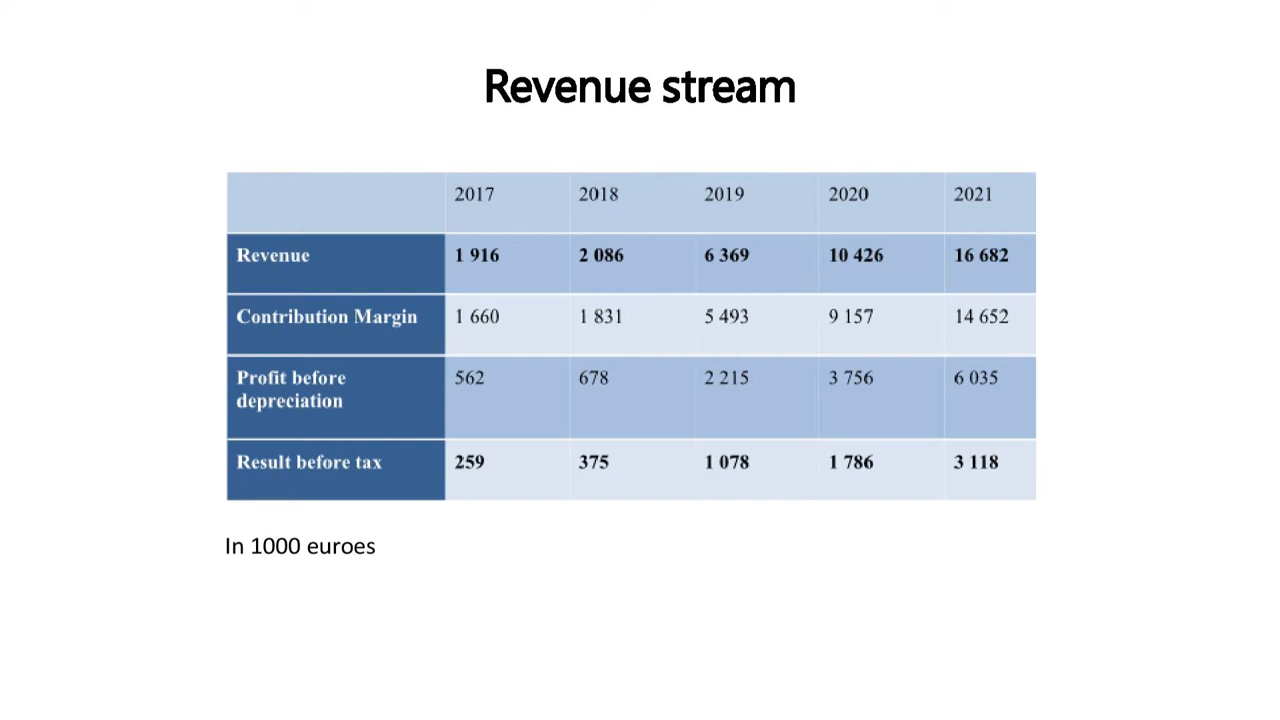 Revenue stream
2017 2018 2019 2020 2021
Revenue 1 916 2 086 6 369 10 426 16 682
Contribution Margin 1 660 1 831 5 493 9 157 14 652
Profit before 562 678 2 215 3 756 6 035
depreciation
Result before tax 259 375 1 078 1 786 3 118
In 1000 euroes